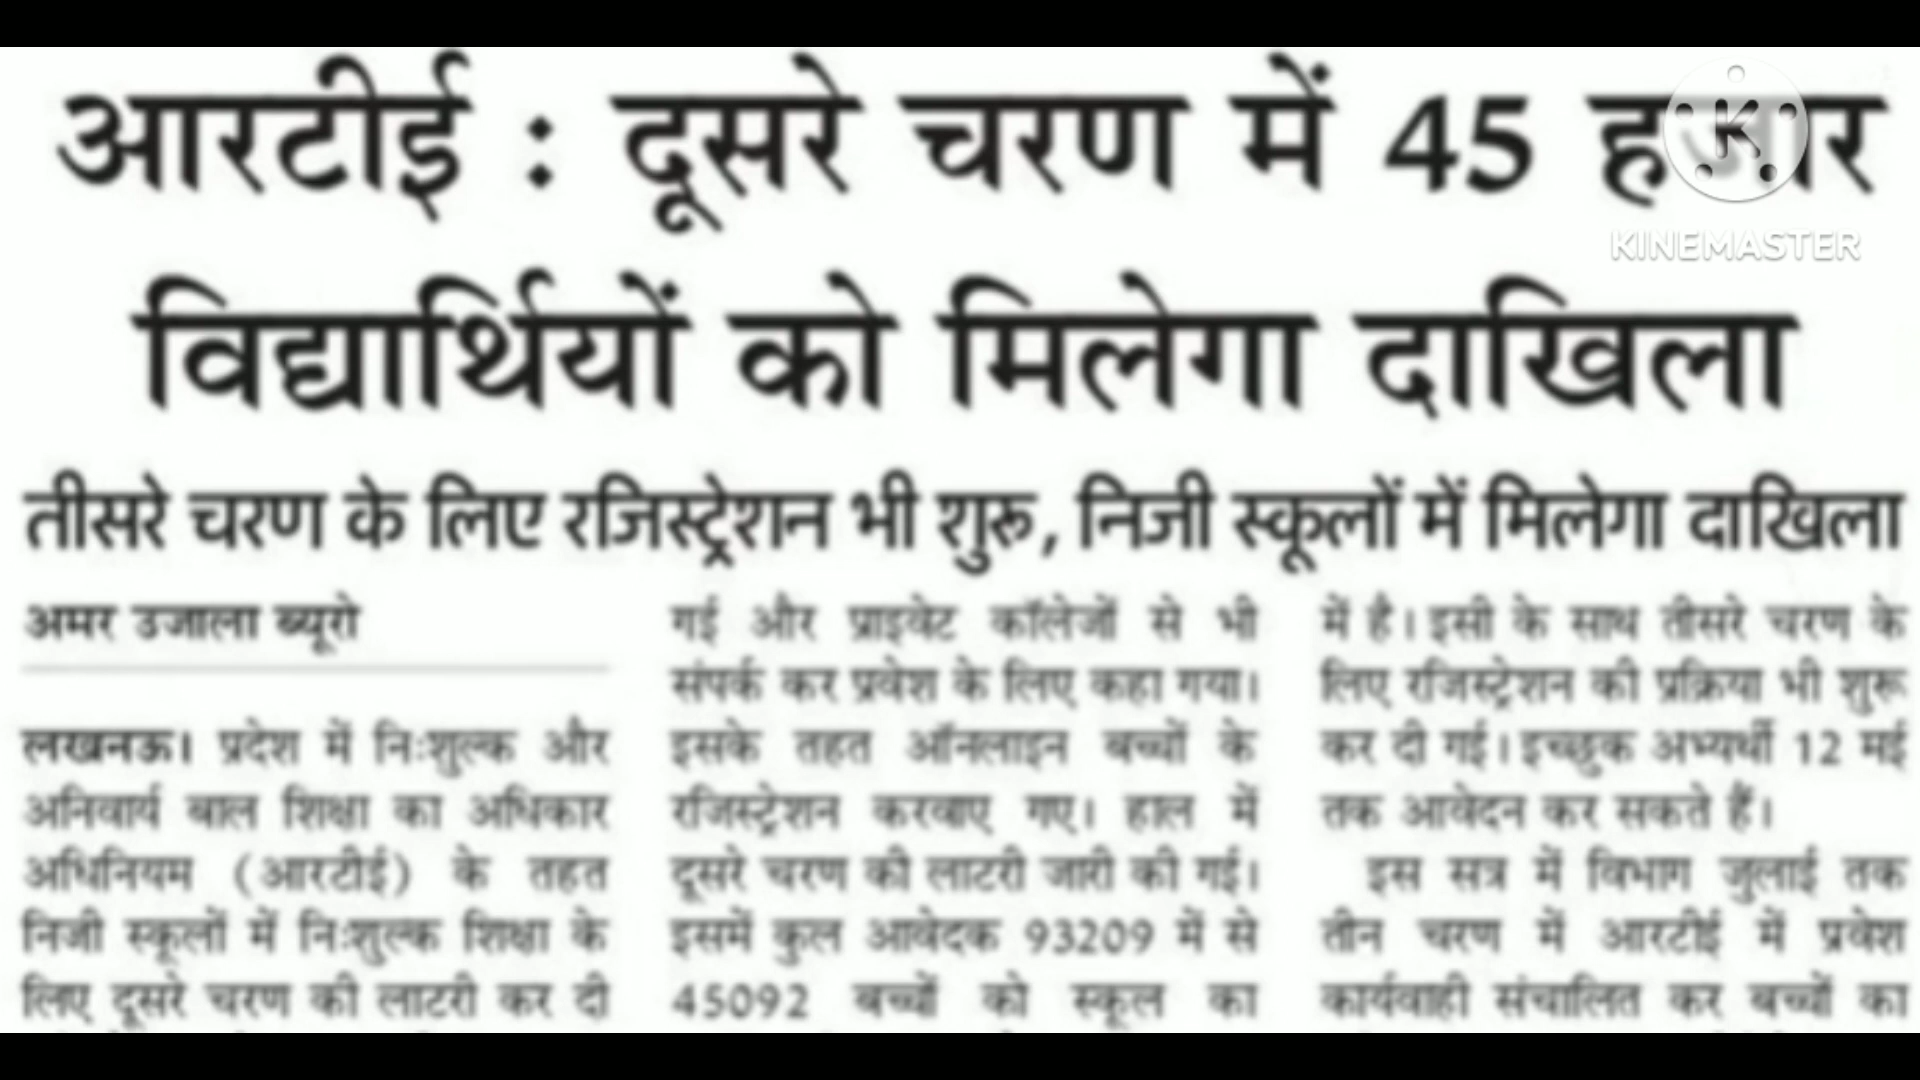 आरटीई : दूसरे चरण में 45 हजार
विद्यार्थियों को मिलेगा दाखिला
तीसरे चरण के लिए रजिस्ट्रेशन भी शुरू, निजी स्कूलों में मिलेगा दाखिला
अमर उजाला ब्यूरो
लखनऊ। प्रदेश में निःशुल्क और
अनिवार्य बाल शिक्षा का अधिकार
अधिनियम (आरटीई) के तहत
निजी स्कूलों में निःशुल्क शिक्षा के
लिए दूसरे चरण की लाटरी कर दी
गई और प्राइवेट कॉलेजों से भी
संपर्क कर प्रवेश के लिए कहा गया।
इसके तहत ऑनलाइन बच्चों के
रजिस्ट्रेशन करवाए गए। हाल में
दूसरे चरण की लाटरी जारी की गई।
इसमें कुल आवेदक 93209 में से
45092 बच्चों को स्कूल का
में है। इसी के साथ तीसरे चरण के
लिए रजिस्ट्रेशन की प्रक्रिया भी शुरू
कर दी गई। इच्छुक अभ्यर्थी 12 मई
तक आवेदन कर सकते हैं।
इस सत्र में विभाग जुलाई तक
तीन चरण में आरटीई में प्रवेश
कार्यवाही संचालित कर बच्चों का
KINEMASTER